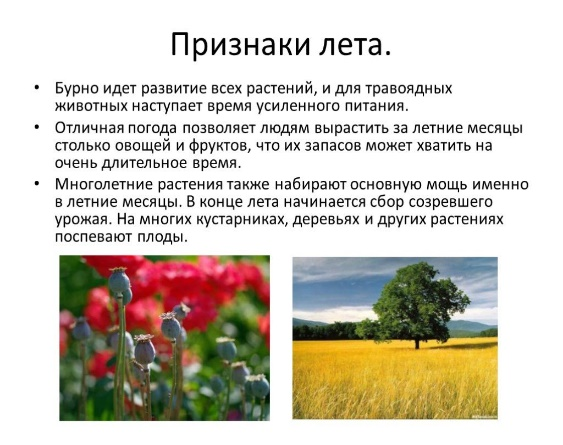 Признаки лета.
• Бурно идет развитие всех растений, и для травоядных
животных наступает время усиленного питания.
• Отличная погода позволяет людям вырастить за летние месяцы
столько овощей и фруктов, что их запасов может хватить на
очень длительное время.
• Многолетние растения также набирают основную мощь именно
в летние месяцы. В конце лета начинается сбор созревшего
урожая. На многих кустарниках, деревьях и других растениях
поспевают плоды.